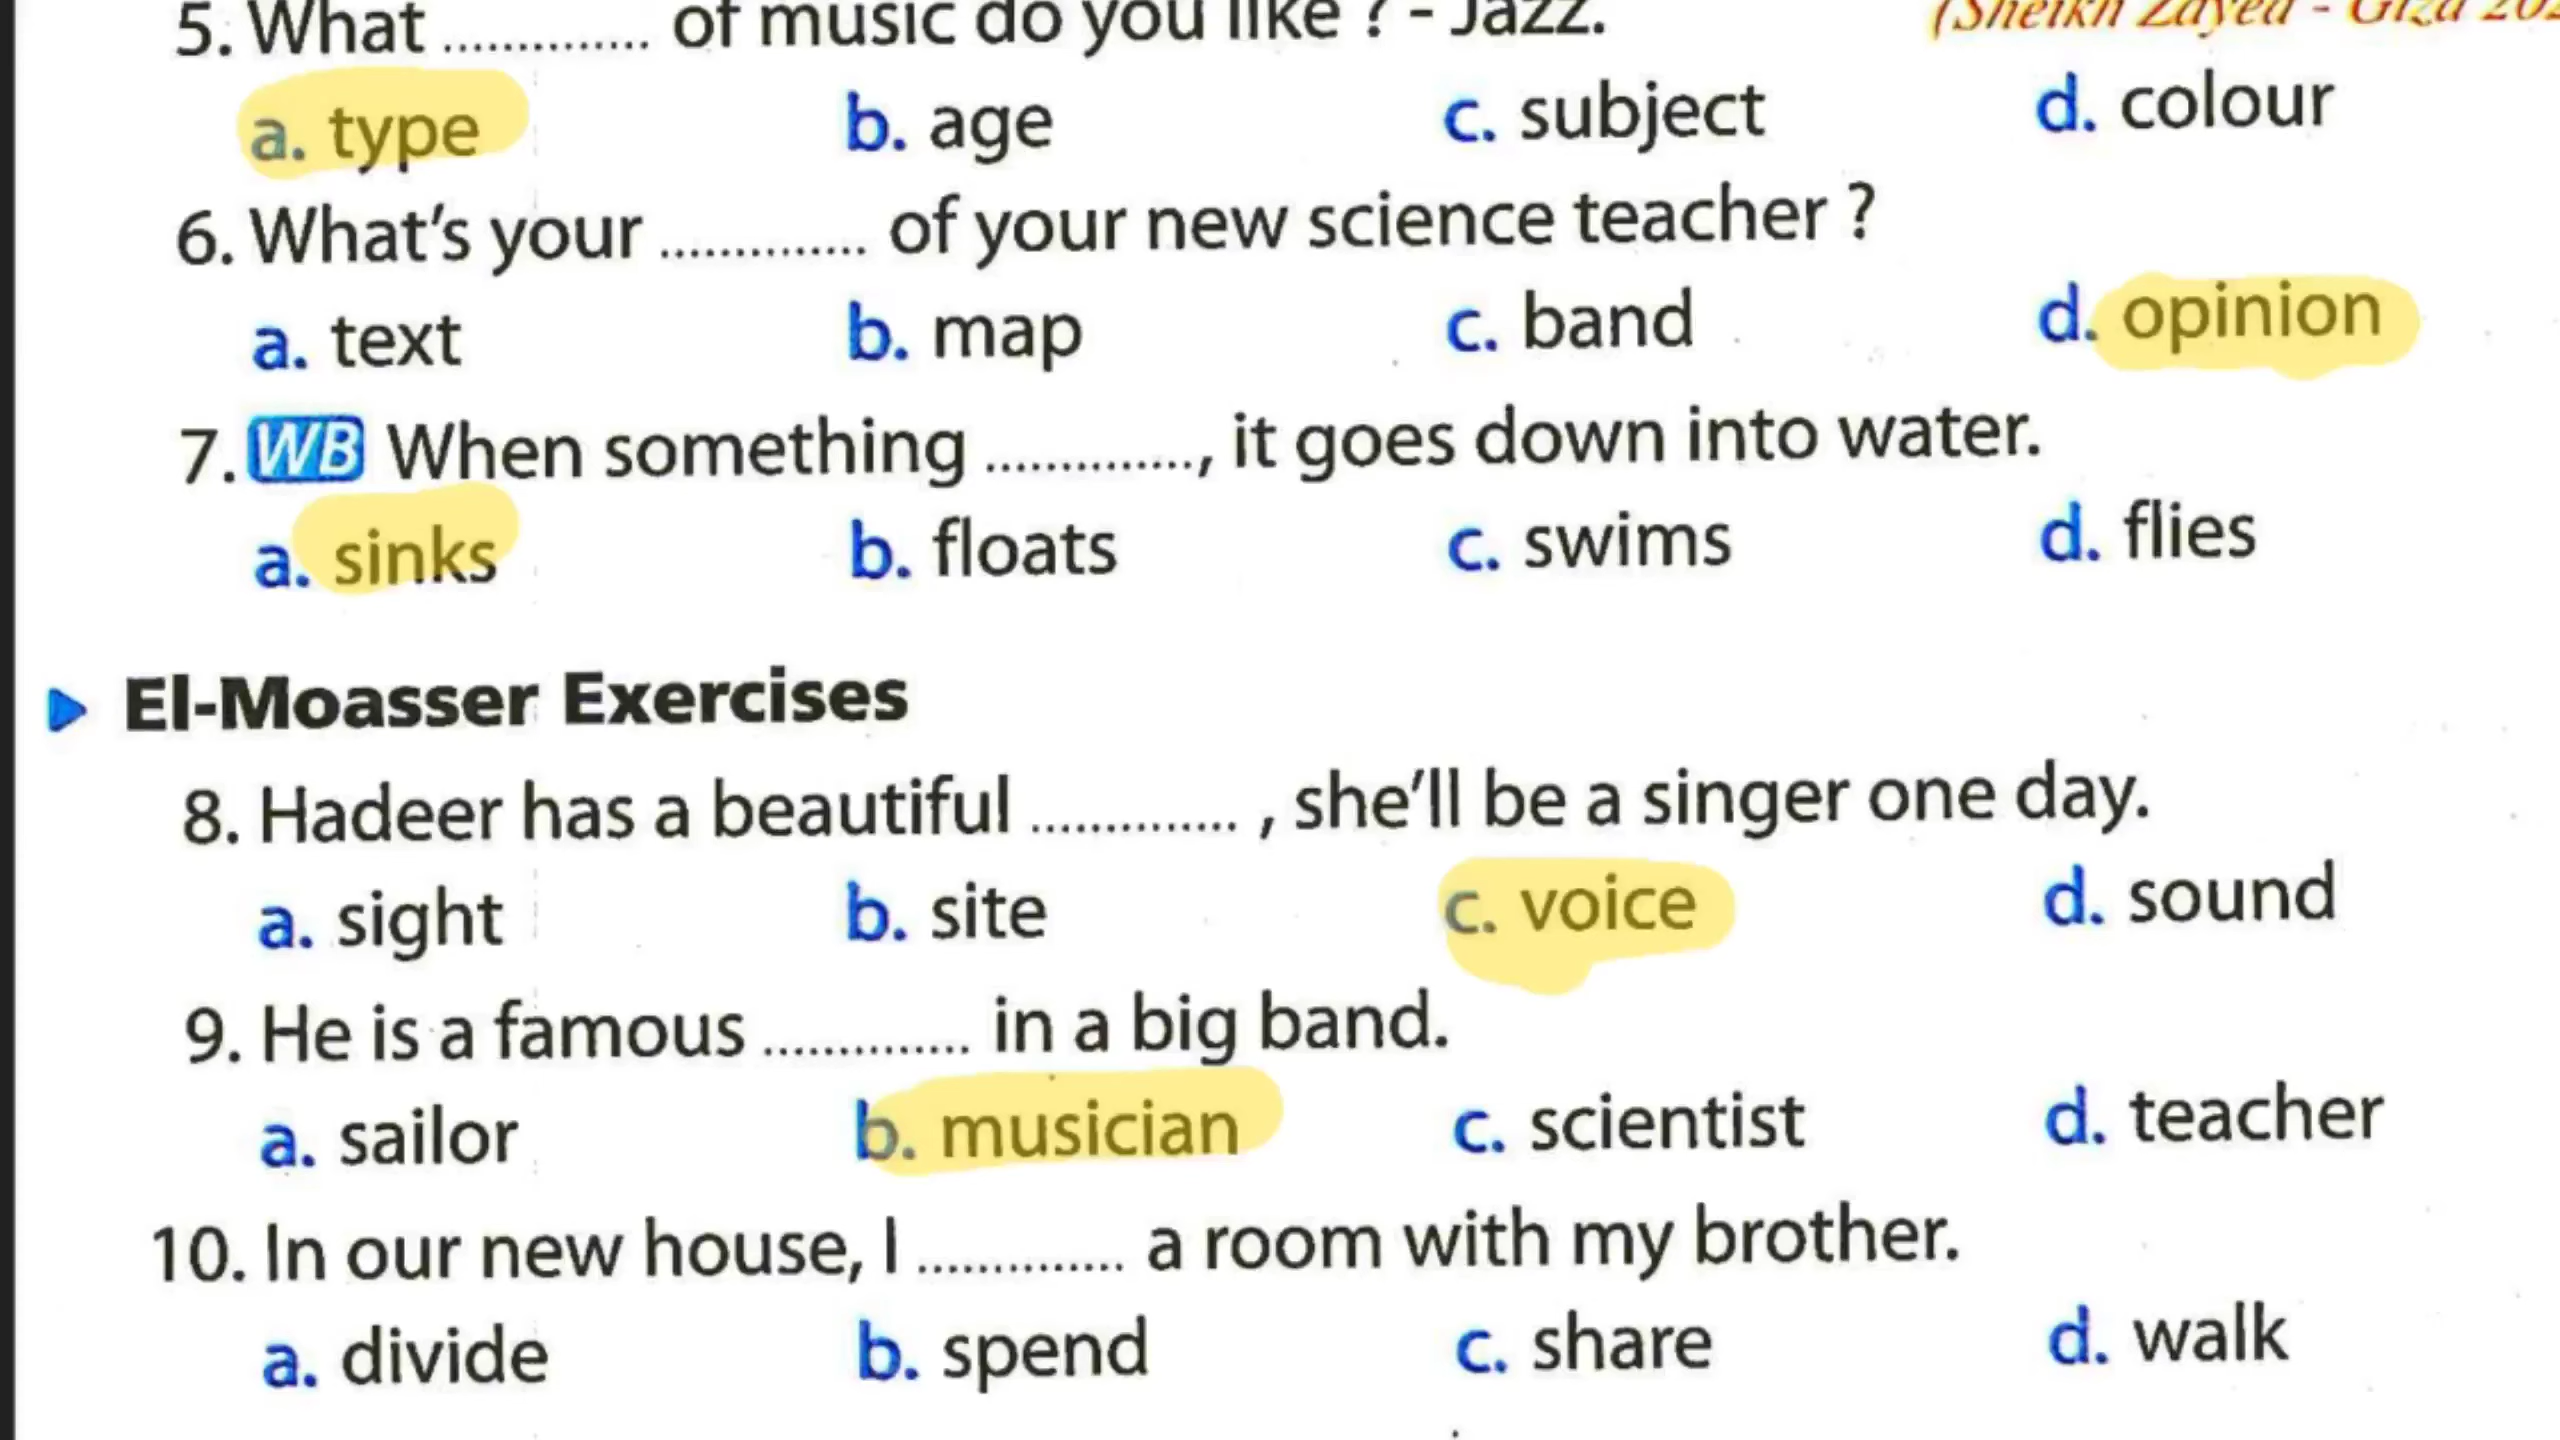 5. What .............. of music do you like ? - Jazz. (Sheikh Zayed - Giza
a. type b. age c. subject d. colour
6. What's your .............. of your new science teacher ?
a. text b. map c. band d. opinion
7. WB When something .............., it goes down into water.
a. sinks b. floats c. swims d. flies
El-Moasser Exercises
8. Hadeer has a beautiful .............. , she'll be a singer one day.
a. sight b. site c. voice d. sound
9. He is a famous .............. in a big band.
a. sailor b. musician c. scientist d. teacher
10. In our new house, I .............. a room with my brother.
a. divide b. spend c. share d. walk